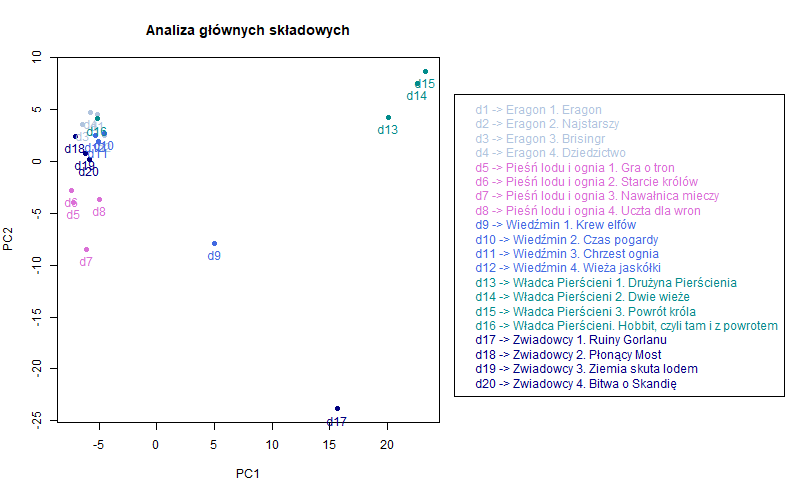 Analiza głównych składowych
10
5
0
-5
-10
-15
-20
-25
PC2
d15
d14
d13
d16
d3
d10
d18
d11
d19
d20
d6
d5
d8
d7
d9
d17
-5
0
5
10
15
20
PC1
d1 -> Eragon 1. Eragon
d2 -> Eragon 2. Najstarszy
d3 -> Eragon 3. Brisingr
d4 -> Eragon 4. Dziedzictwo
d5 -> Pieśń lodu i ognia 1. Gra o tron
d6 -> Pieśń lodu i ognia 2. Starcie królów
d7 -> Pieśń lodu i ognia 3. Nawałnica mieczy
d8 -> Pieśń lodu i ognia 4. Uczta dla wron
d9 -> Wiedźmin 1. Krew elfów
d10 -> Wiedźmin 2. Czas pogardy
d11 -> Wiedźmin 3. Chrzest ognia
d12 -> Wiedźmin 4. Wieża jaskółki
d13 -> Władca Pierścieni 1. Drużyna Pierścienia
d14 -> Władca Pierścieni 2. Dwie wieże
d15 -> Władca Pierścieni 3. Powrót króla
d16 -> Władca Pierścieni. Hobbit, czyli tam i z powrotem
d17 -> Zwiadowcy 1. Ruiny Gorlanu
d18 -> Zwiadowcy 2. Płonący Most
d19 -> Zwiadowcy 3. Ziemia skuta lodem
d20 -> Zwiadowcy 4. Bitwa o Skandię